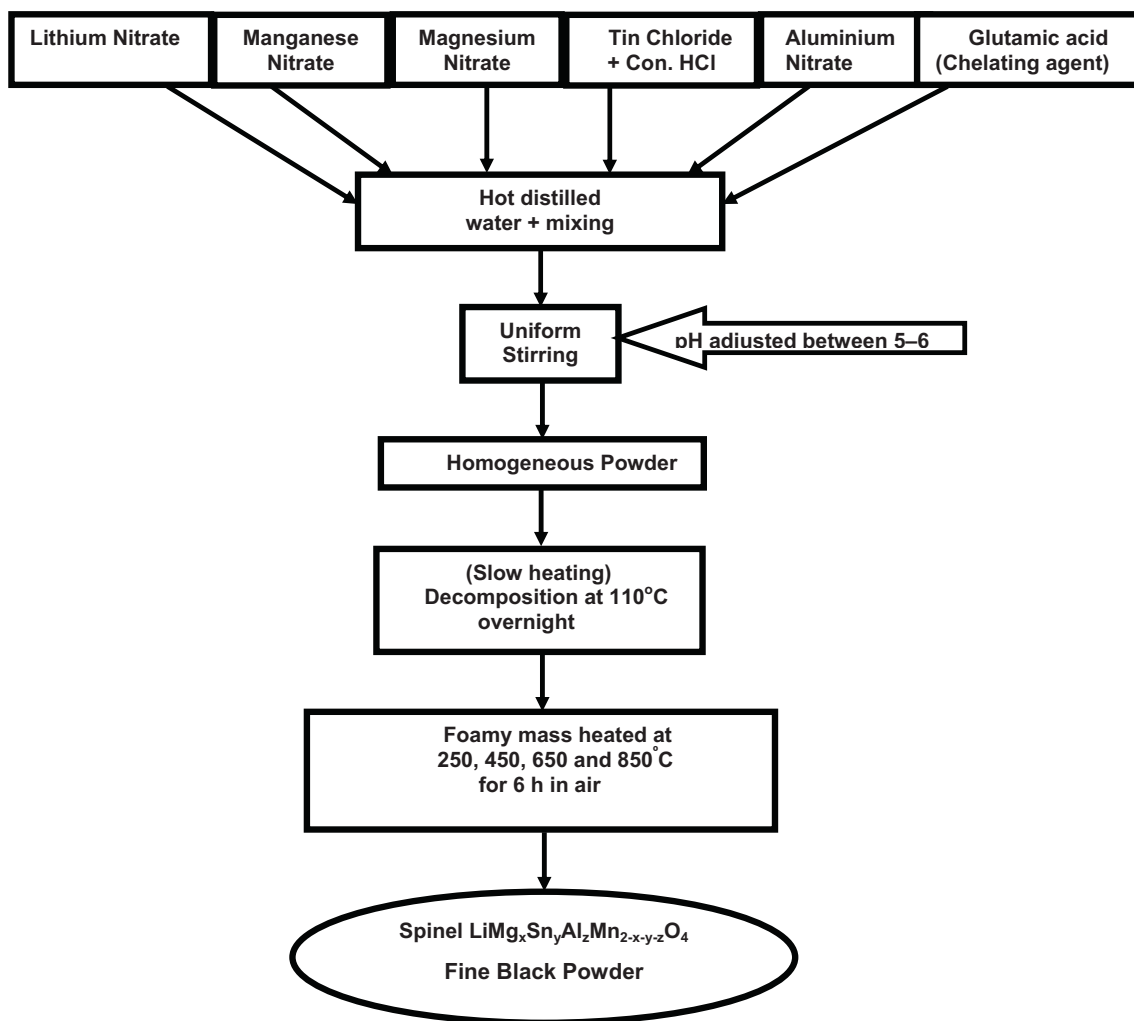 Lithium Nitrate
Manganese
Nitrate
Magnesium
Nitrate
Tin Chloride
+ Con. HCl
Aluminium
Nitrate
Glutamic acid
(Chelating agent)
Hot distilled
water + mixing
Uniform
Stirring
pH adjusted between 5–6
Homogeneous Powder
(Slow heating)
Decomposition at 110°C
overnight
Foamy mass heated at
250, 450, 650 and 850°C
for 6 h in air
Spinel LiMgxSnyAlzMn2-x-y-zO4
Fine Black Powder